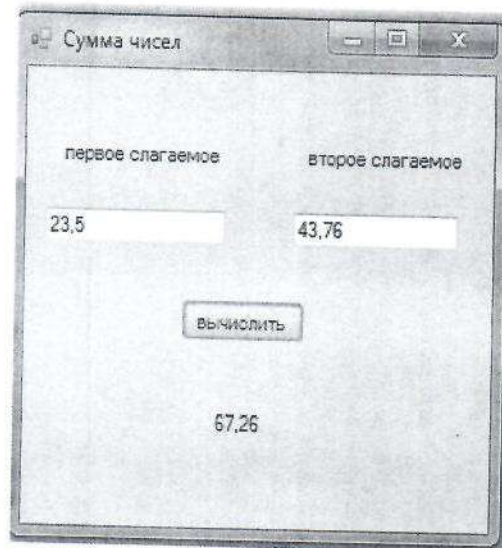 Сумма чисел
первое слагаемое второе слагаемое
23,5 43,76
вычислить
67,26